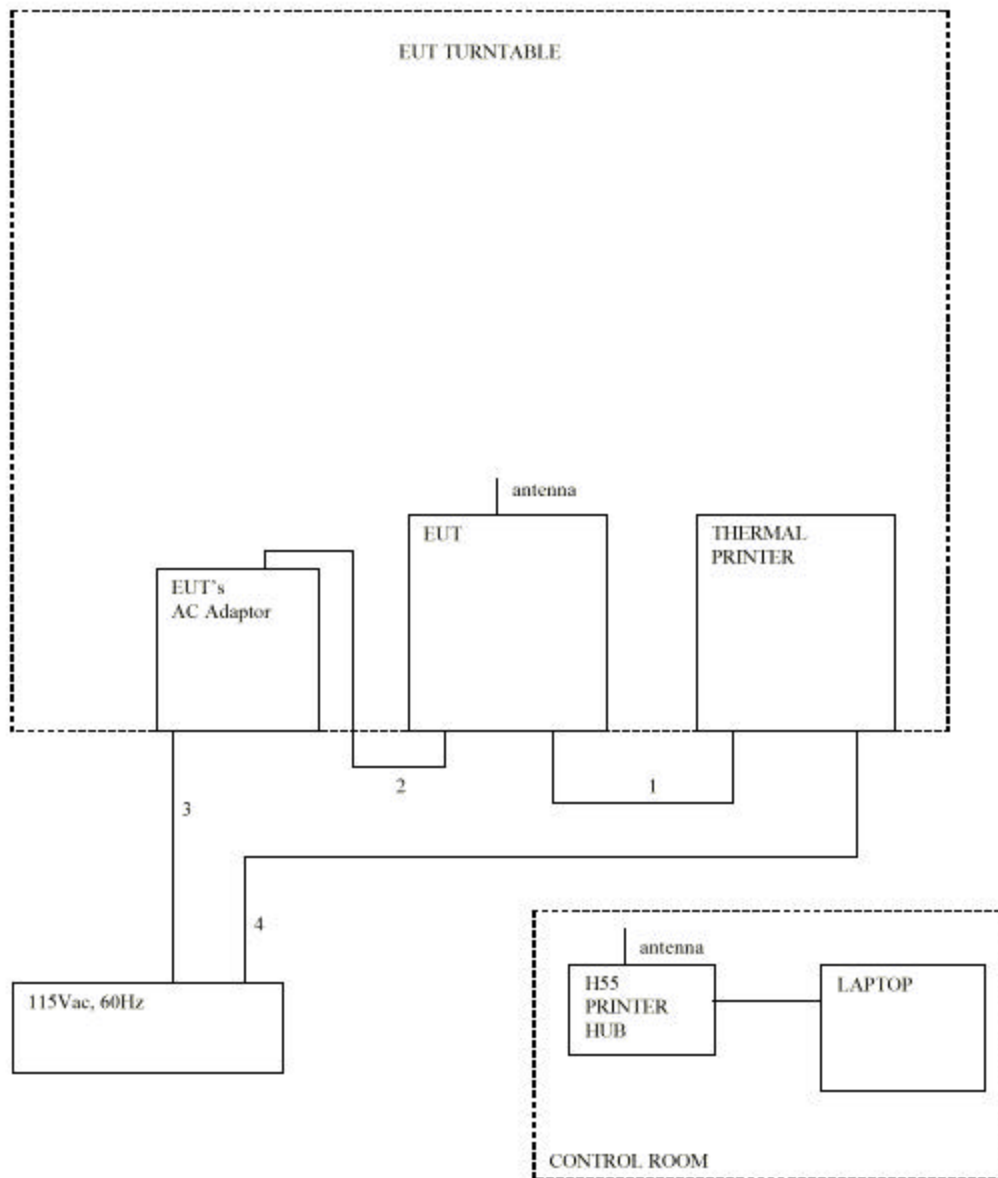 EUT TURNTABLE
antenna
EUT
THERMAL
PRINTER
EUT's
AC Adaptor
2
1
3
4
115Vac, 60Hz
antenna
H55
PRINTER
HUB
LAPTOP
CONTROL ROOM